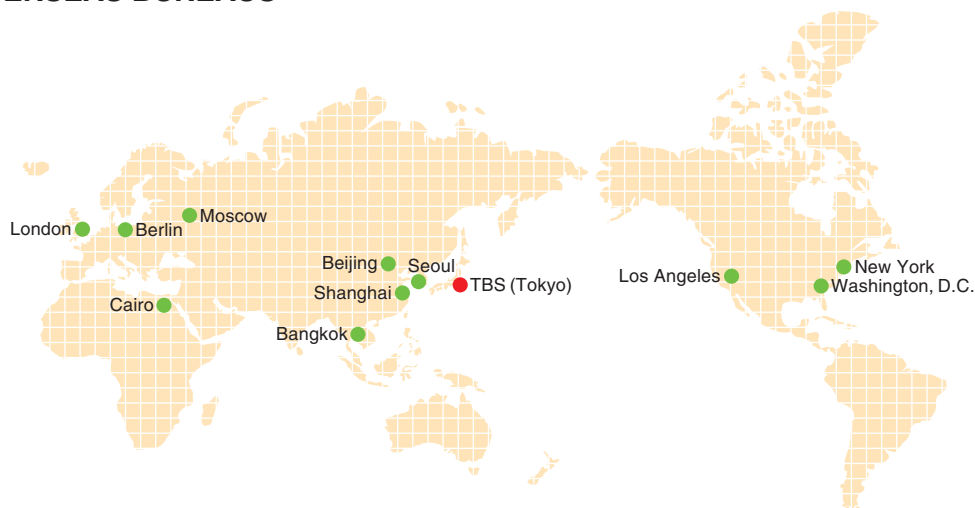 London
Berlin
Moscow
Cairo
Beijing
Seoul
Shanghai
TBS (Tokyo)
Bangkok
Los Angeles
New York
Washington, D.C.